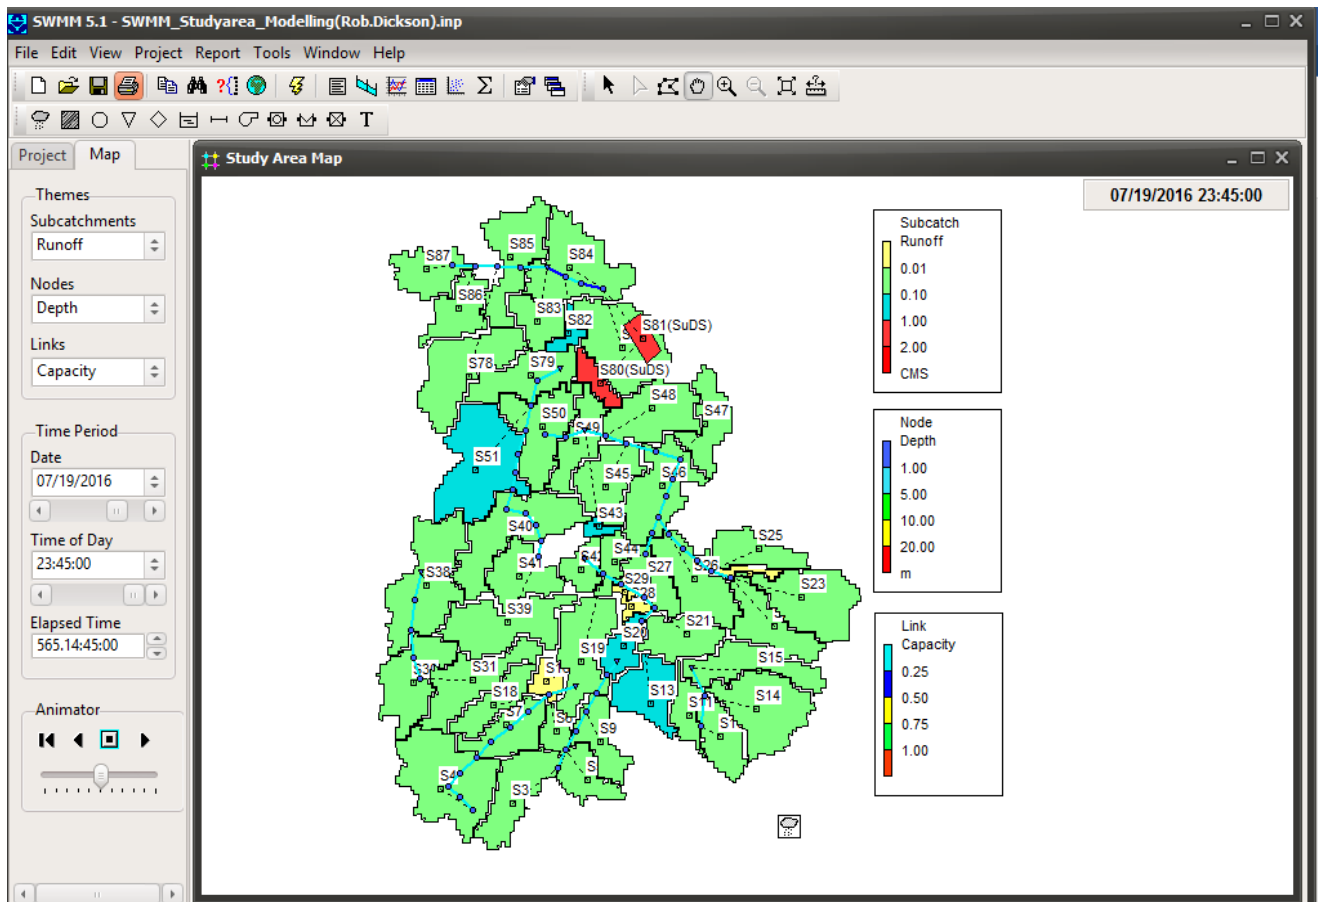 SWMM 5.1 - SWMM_Studyarea_Modelling(Rob.Dickson).inp
File Edit View Project Report Tools Window Help
T
Project Map
Study Area Map
Themes
Subcatchments
Runoff
Nodes
Depth
Links
Capacity
Time Period
Date
07/19/2016
Time of Day
23:45:00
Elapsed Time
565.14:45:00
Animator
07/19/2016 23:45:00
S87
S85
S84
S86
S83
S82
S81(SuDS)
S78
S79
S80(SuDS)
S48
S47
S50
S49
S51
S45
S46
S43
S40
S44
S25
S41
S27
S26
S38
S29
S28
S23
S39
S21
S20
S19
S15
S31
S18
S13
S14
S7
S11
S9
S4
S3
Subcatch
Runoff
0.01
0.10
1.00
2.00
CMS
Node
Depth
1.00
5.00
10.00
20.00
m
Link
Capacity
0.25
0.50
0.75
1.00